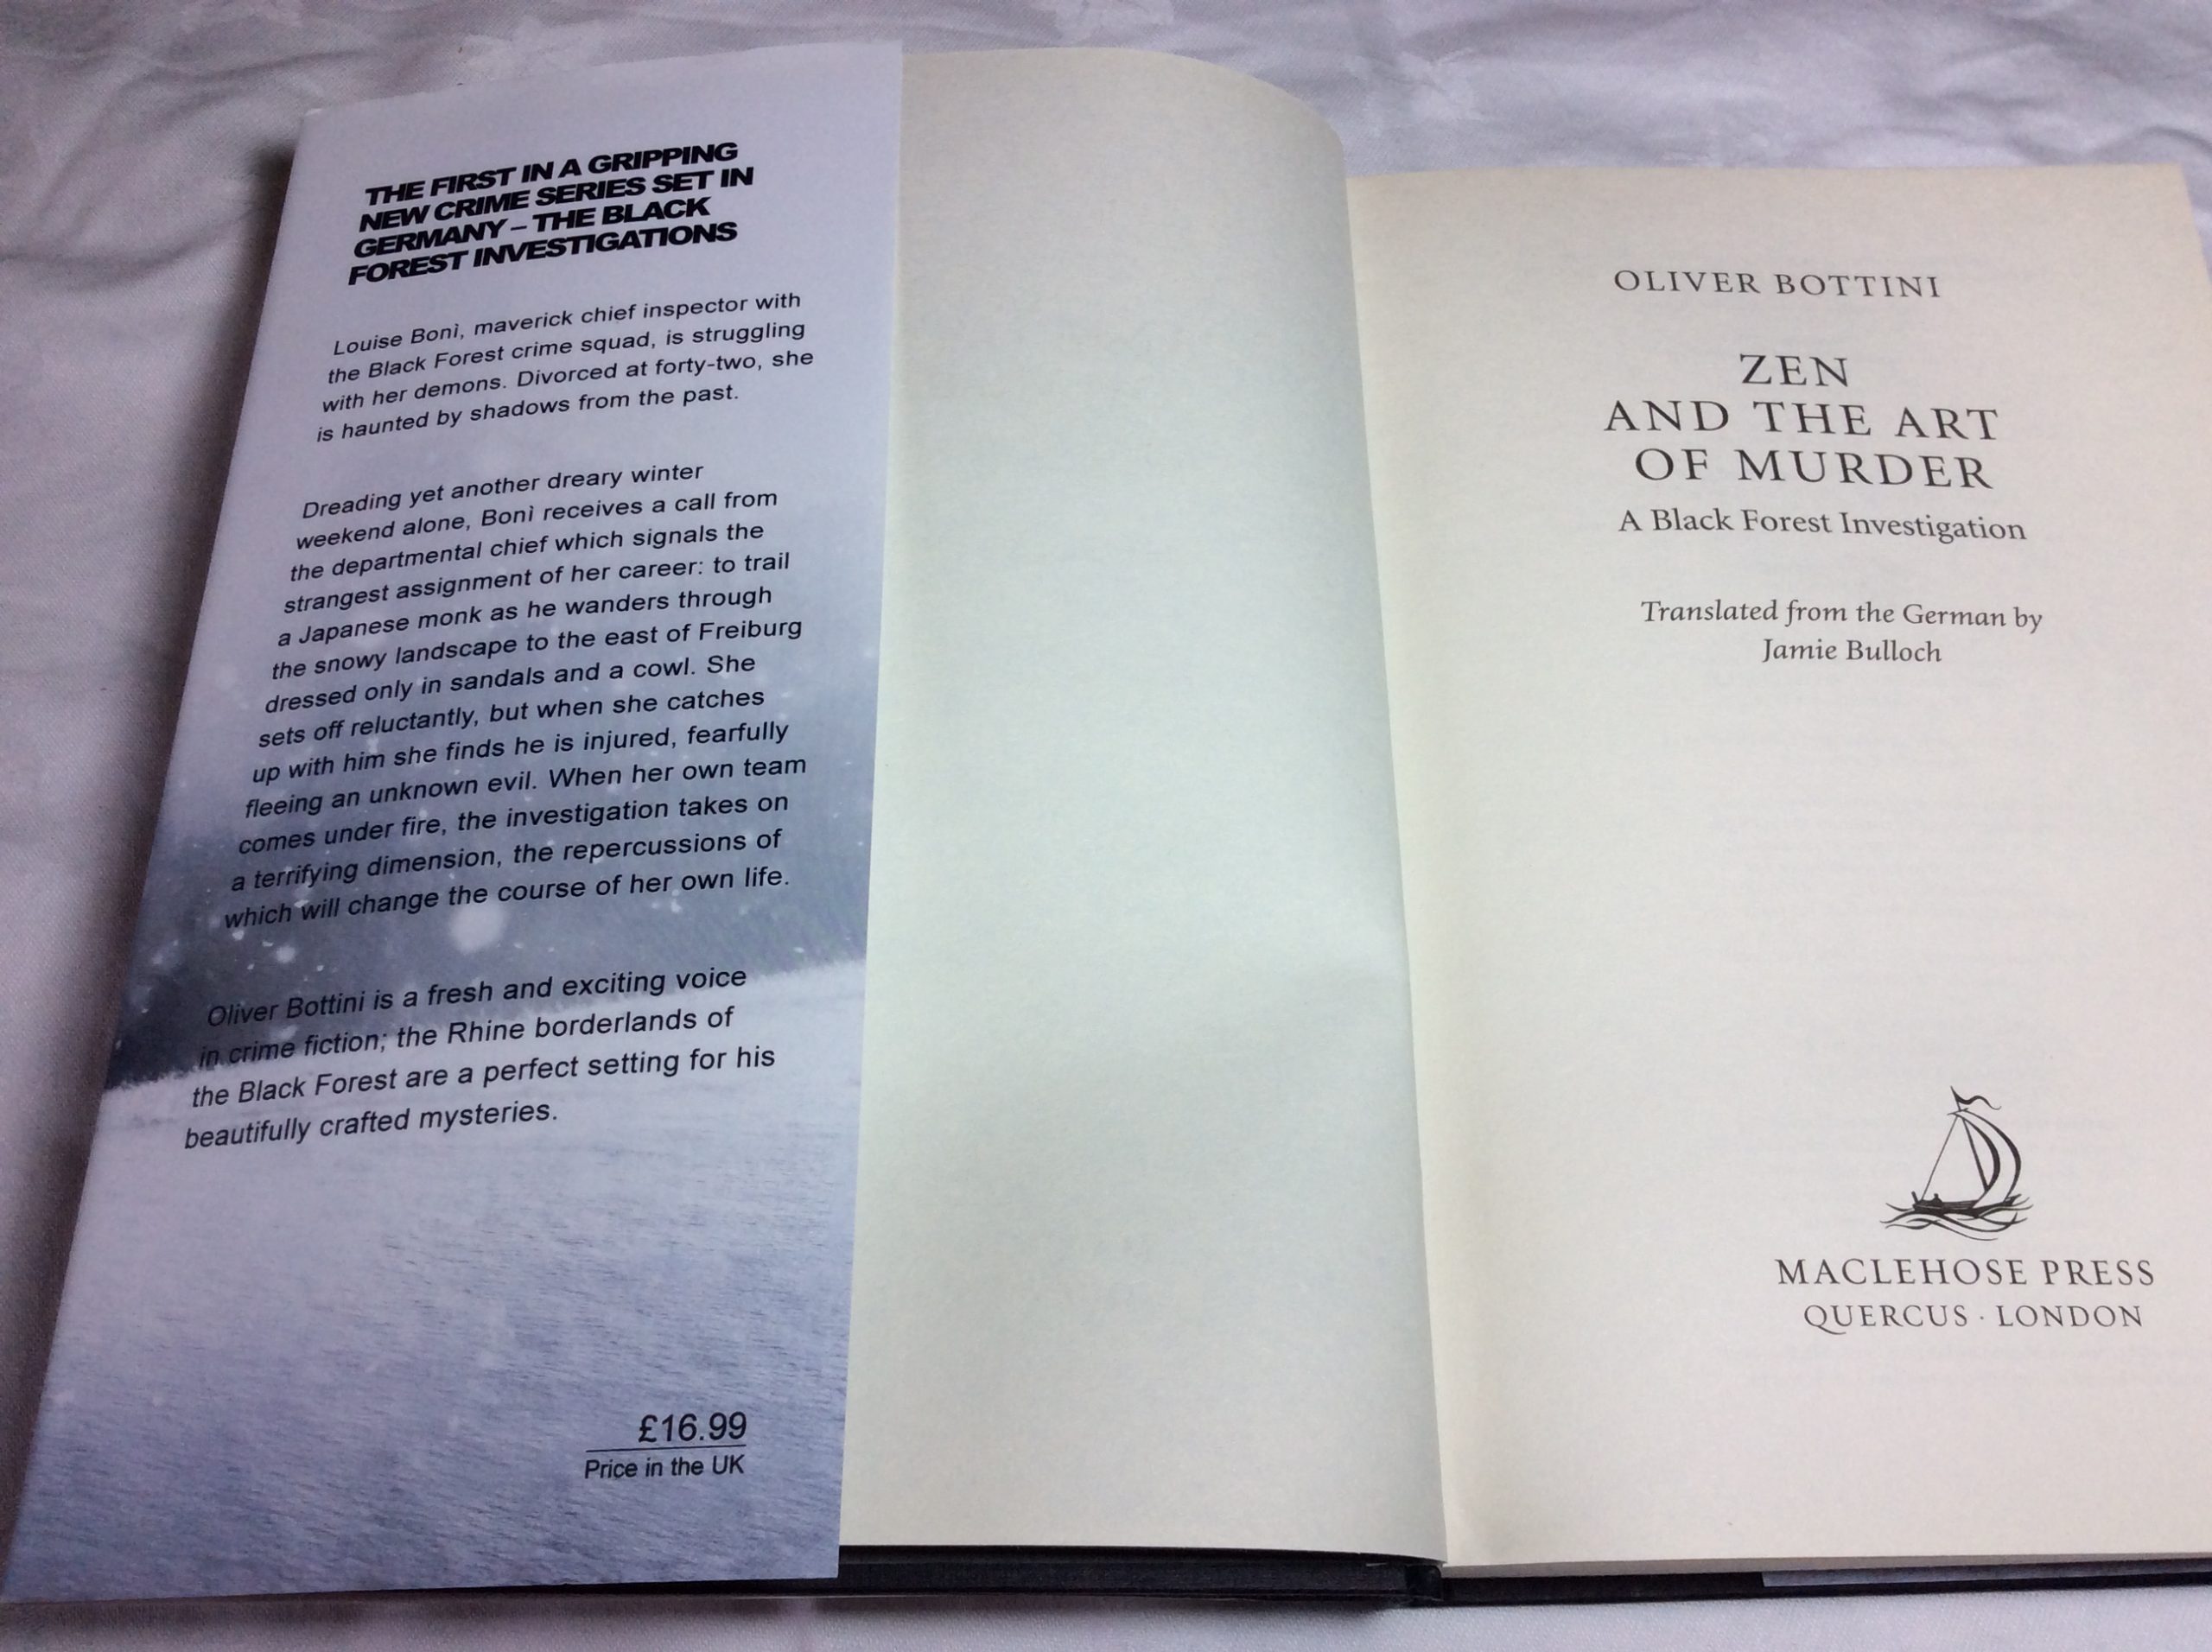 THE FIRST IN A GRIPPING
NEW CRIME SERIES SET IN
GERMANY – THE BLACK
FOREST INVESTIGATIONS
Louise Bonì, maverick chief inspector with
the Black Forest crime squad, is struggling
with her demons. Divorced at forty-two, she
is haunted by shadows from the past.
Dreading yet another dreary winter
weekend alone, Bonì receives a call from
the departmental chief which signals the
strangest assignment of her career: to trail
a Japanese monk as he wanders through
the snowy landscape to the east of Freiburg
dressed only in sandals and a cowl. She
sets off reluctantly, but when she catches
up with him she finds he is injured, fearfully
fleeing an unknown evil. When her own team
comes under fire, the investigation takes on
a terrifying dimension, the repercussions of
which will change the course of her own life.
Oliver Bottini is a fresh and exciting voice
in crime fiction; the Rhine borderlands of
the Black Forest are a perfect setting for his
beautifully crafted mysteries.
£16.99
Price in the UK
OLIVER BOTTINI
ZEN
AND THE ART
OF MURDER
A Black Forest Investigation
Translated from the German by
Jamie Bulloch
MACLEHOSE PRESS
QUERCUS · LONDON